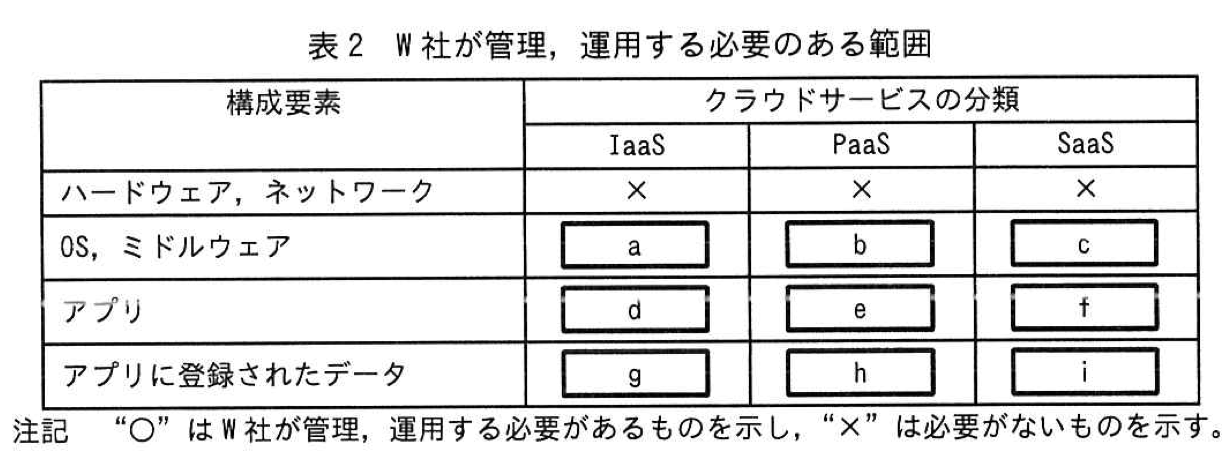 表2 W社が管理，運用する必要のある範囲
構成要素
クラウドサービスの分類
IaaS PaaS SaaS
ハードウェア，ネットワーク × × ×
OS，ミドルウェア a b c
アプリ d e f
アプリに登録されたデータ g h i
注記 “○”はW社が管理，運用する必要があるものを示し，“×”は必要がないものを示す。